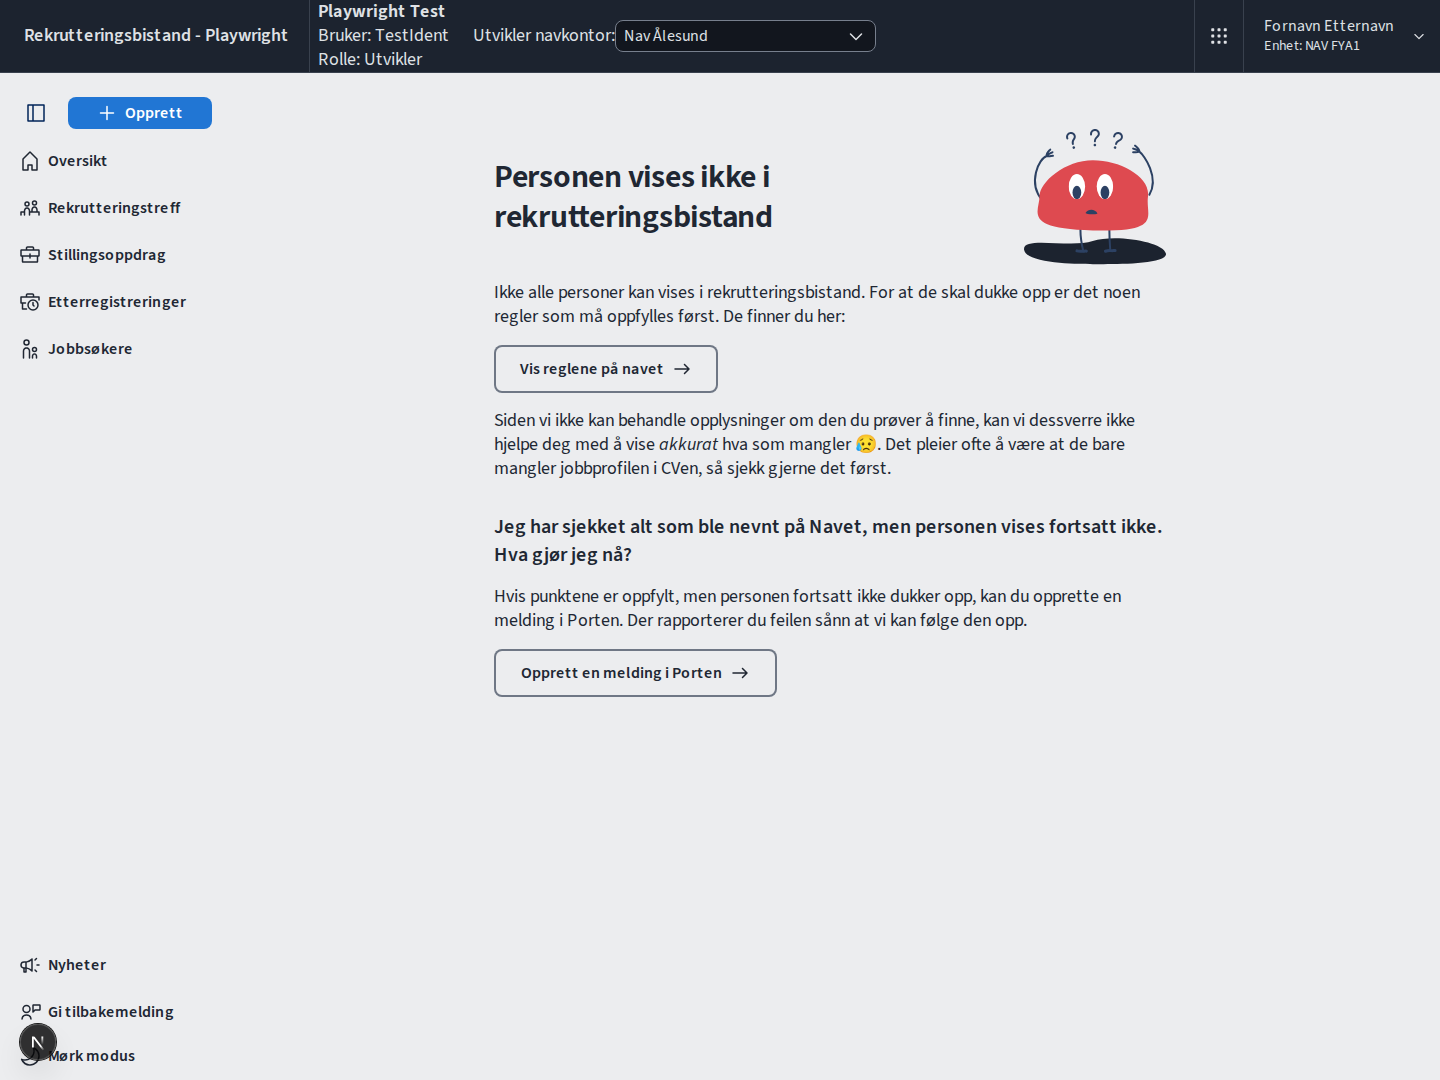 Rekrutteringsbistand - Playwright
Playwright Test
Bruker: TestIdent
Rolle: Utvikler
Utvikler navkontor:
Nav Ålesund
Fornavn Etternavn
Enhet: NAV FYA1
Opprett
Oversikt
Rekrutteringstreff
Stillingsoppdrag
Etterregistreringer
Jobbsøkere
? ? ?
Personen vises ikke i
rekrutteringsbistand
Ikke alle personer kan vises i rekrutteringsbistand. For at de skal dukke opp er det noen
regler som må oppfylles først. De finner du her:
Vis reglene på navet
Siden vi ikke kan behandle opplysninger om den du prøver å finne, kan vi dessverre ikke
hjelpe deg med å vise akkurat hva som mangler 😥. Det pleier ofte å være at de bare
mangler jobbprofilen i CVen, så sjekk gjerne det først.
Jeg har sjekket alt som ble nevnt på Navet, men personen vises fortsatt ikke.
Hva gjør jeg nå?
Hvis punktene er oppfylt, men personen fortsatt ikke dukker opp, kan du opprette en
melding i Porten. Der rapporterer du feilen sånn at vi kan følge den opp.
Opprett en melding i Porten
Nyheter
Gi tilbakemelding
N
Mørk modus